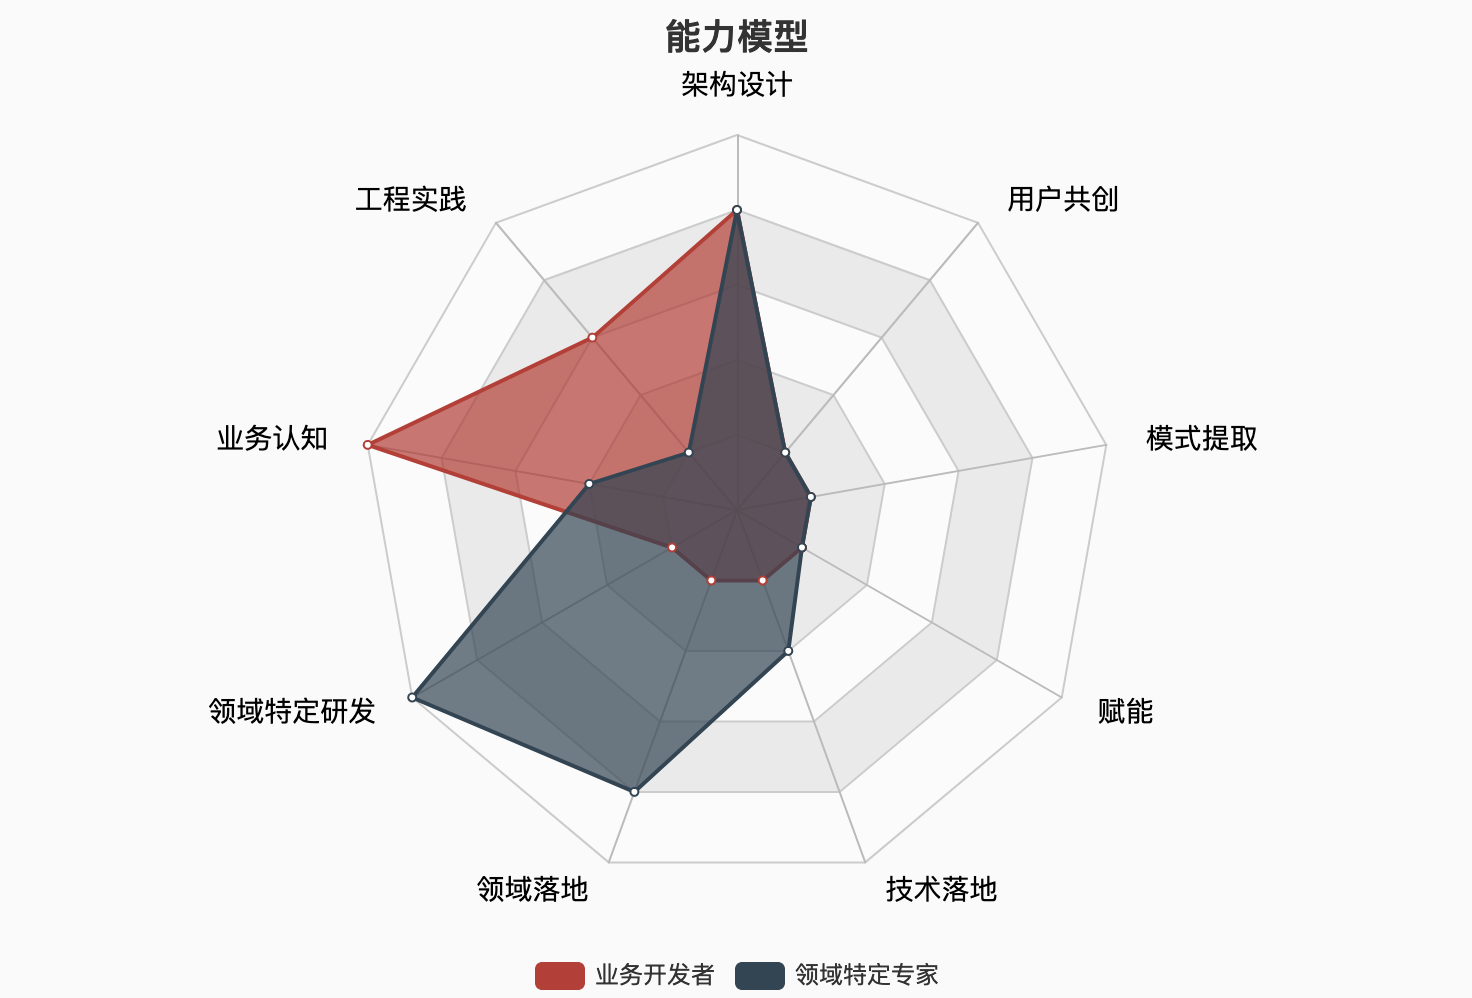 能力模型
架构设计
工程实践
用户共创
业务认知
模式提取
领域特定研发
赋能
领域落地
技术落地
业务开发者
领域特定专家